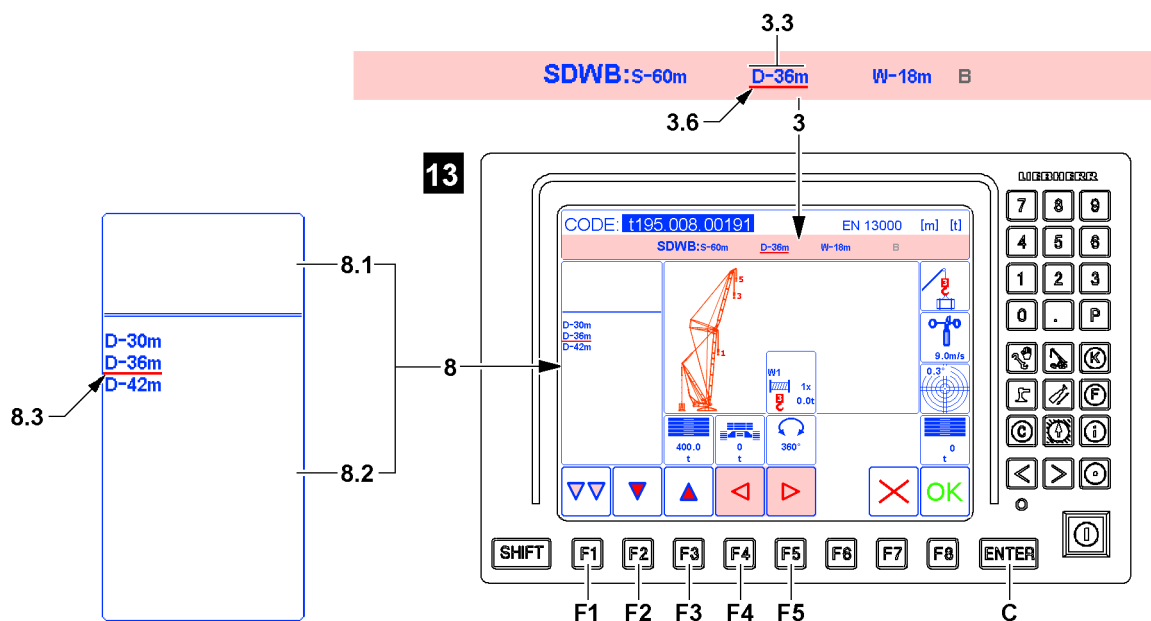 3.3
SDWB:S-60m D-36m W-18m B
3.6
3
13
LIEBHERR
CODE: t195.008.00191 EN 13000 [m] [t]
SDWB:S-60m D-36m W-18m B
7 8 9
4 5 6
1 2 3
0 . P
K
F
C i
8.1
8
8.2
D-30m
D-36m
D-42m
8.3
D-30m
D-36m
D-42m
5
3
1
3
W1
1x
3
0.0t
9.0m/s
0.3°
400.0
t
0
t
360°
0
t
OK
SHIFT F1 F2 F3 F4 F5 F6 F7 F8 ENTER
F1 F2 F3 F4 F5 C